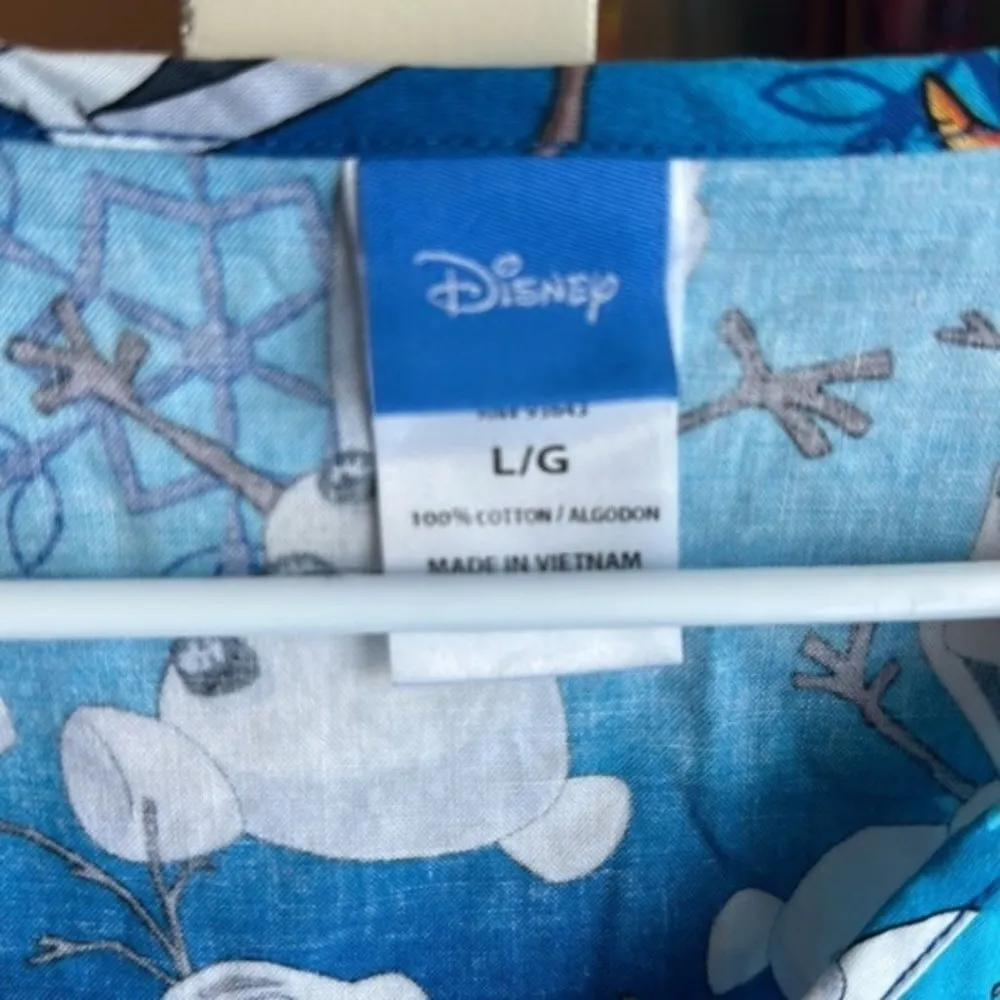 Disney
L/G
100% COTTON / ALGODON
MADE IN VIETNAM